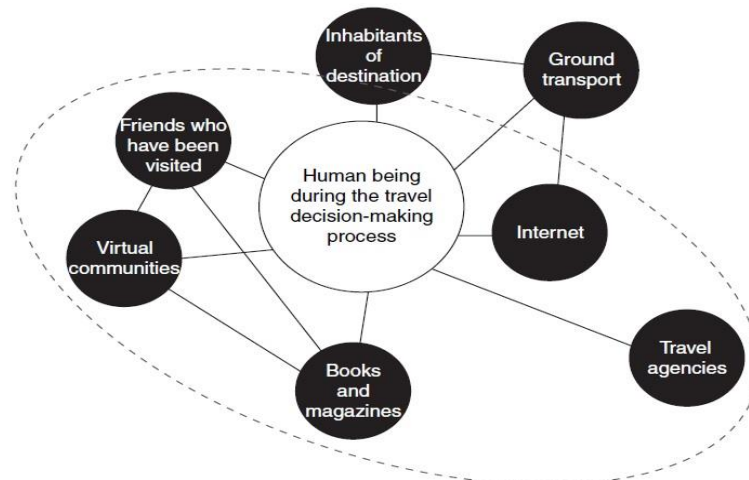 Inhabitants
of
destination
Ground
transport
Friends who
have been
visited
Human being
during the travel
decision-making
process
Internet
Virtual
communities
Travel
agencies
Books
and
magazines